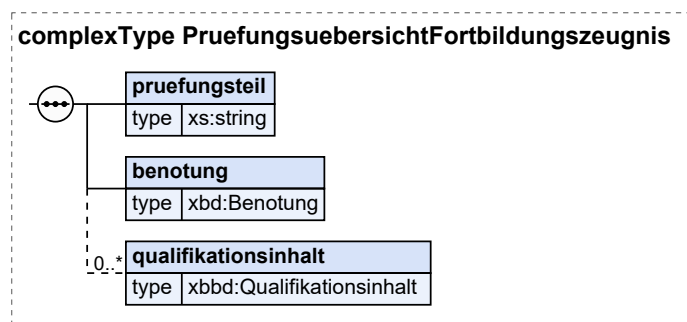 complexType PruefungsuebersichtFortbildungszeugnis
pruefungsteil
type xs:string
benotung
type xbd:Benotung
0..* qualifikationsinhalt
type xbbd:Qualifikationsinhalt